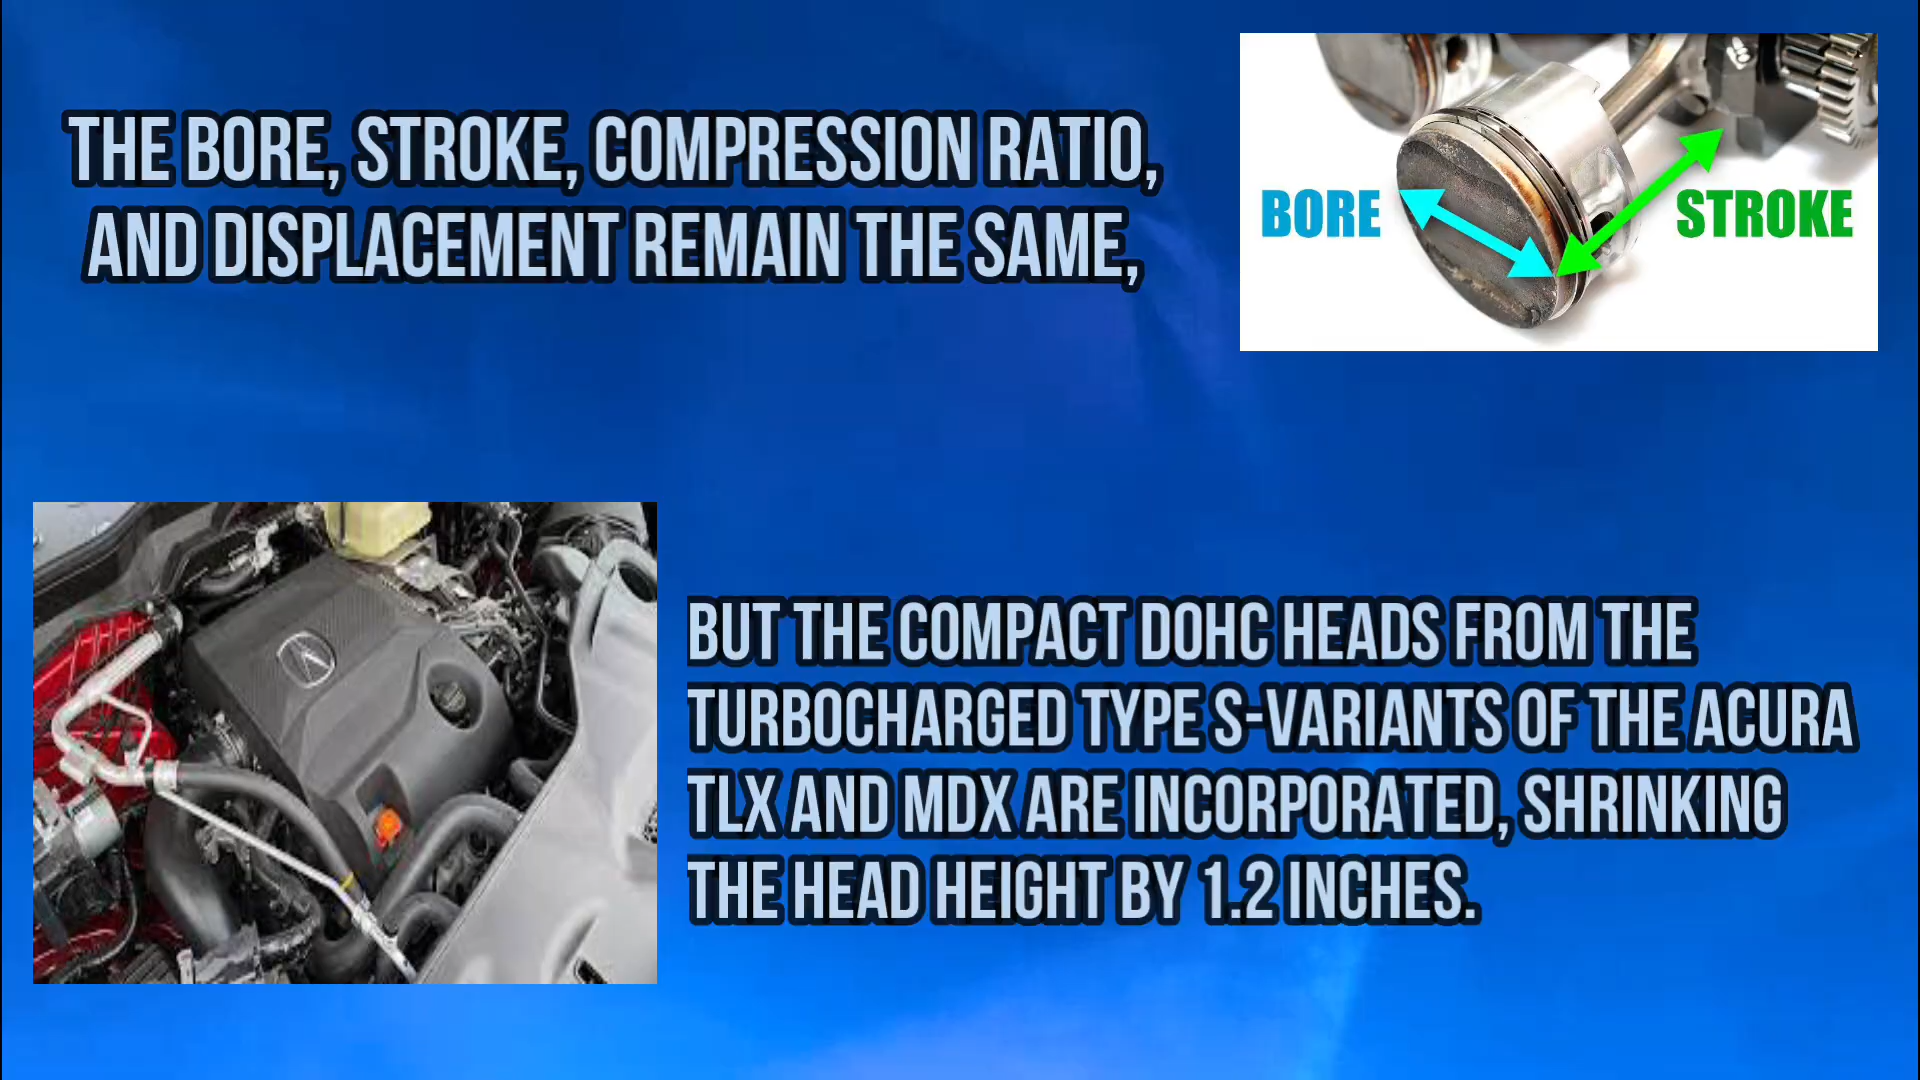 THE BORE, STROKE, COMPRESSION RATIO,
AND DISPLACEMENT REMAIN THE SAME,
BORE
STROKE
BUT THE COMPACT DOHC HEADS FROM THE
TURBOCHARGED TYPE S-VARIANTS OF THE ACURA
TLX AND MDX ARE INCORPORATED, SHRINKING
THE HEAD HEIGHT BY 1.2 INCHES.